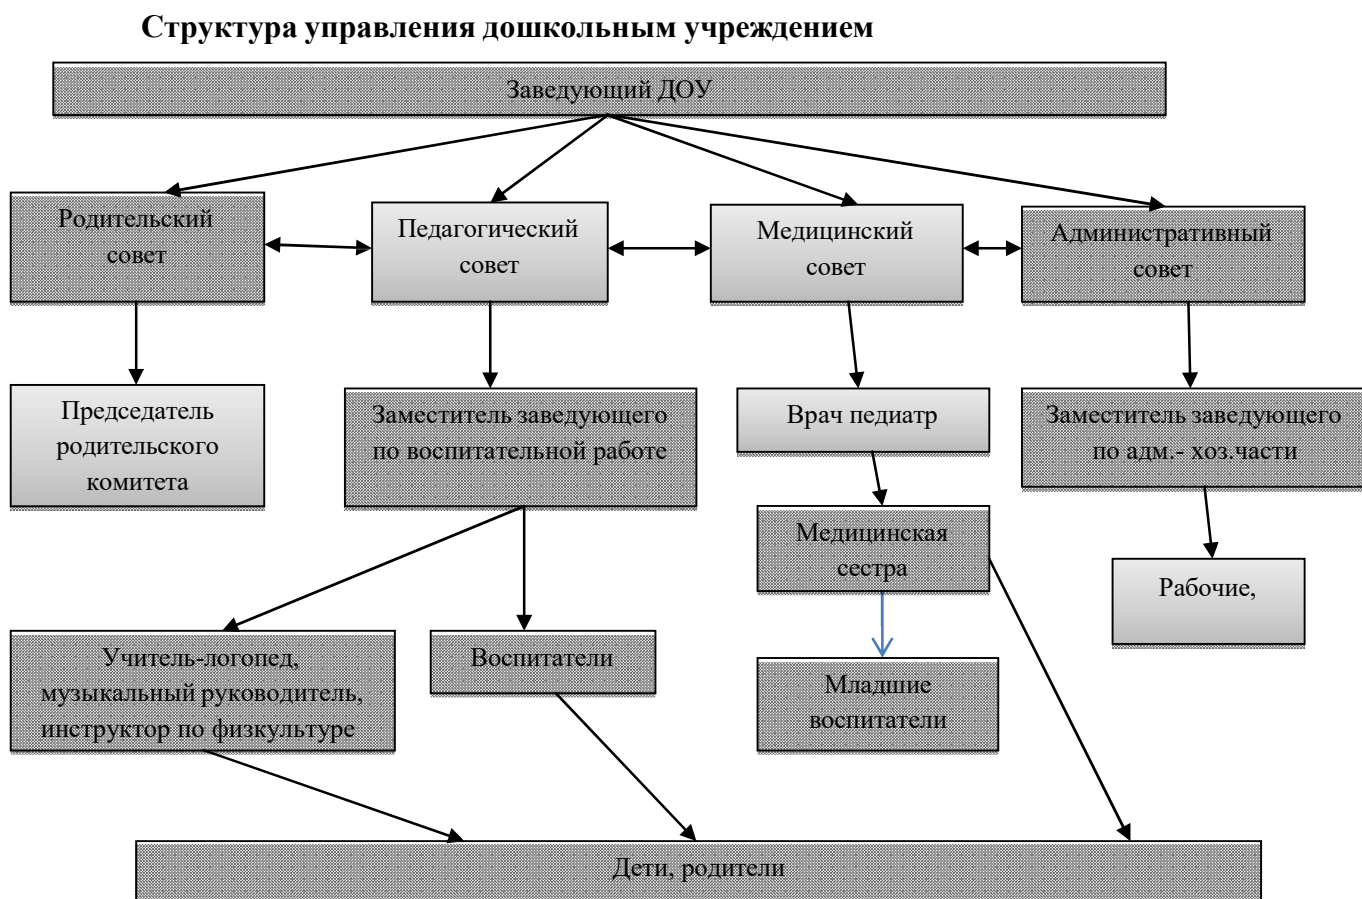 Структура управления дошкольным учреждением
Заведующий ДОУ
Родительский
совет
Педагогический
совет
Медицинский
совет
Административный
совет
Председатель
родительского
комитета
Заместитель заведующего
по воспитательной работе
Врач педиатр
Заместитель заведующего
по адм.- хоз.части
Медицинская
сестра
Рабочие,
Учитель-логопед,
музыкальный руководитель,
инструктор по физкультуре
Воспитатели
Младшие
воспитатели
Дети, родители